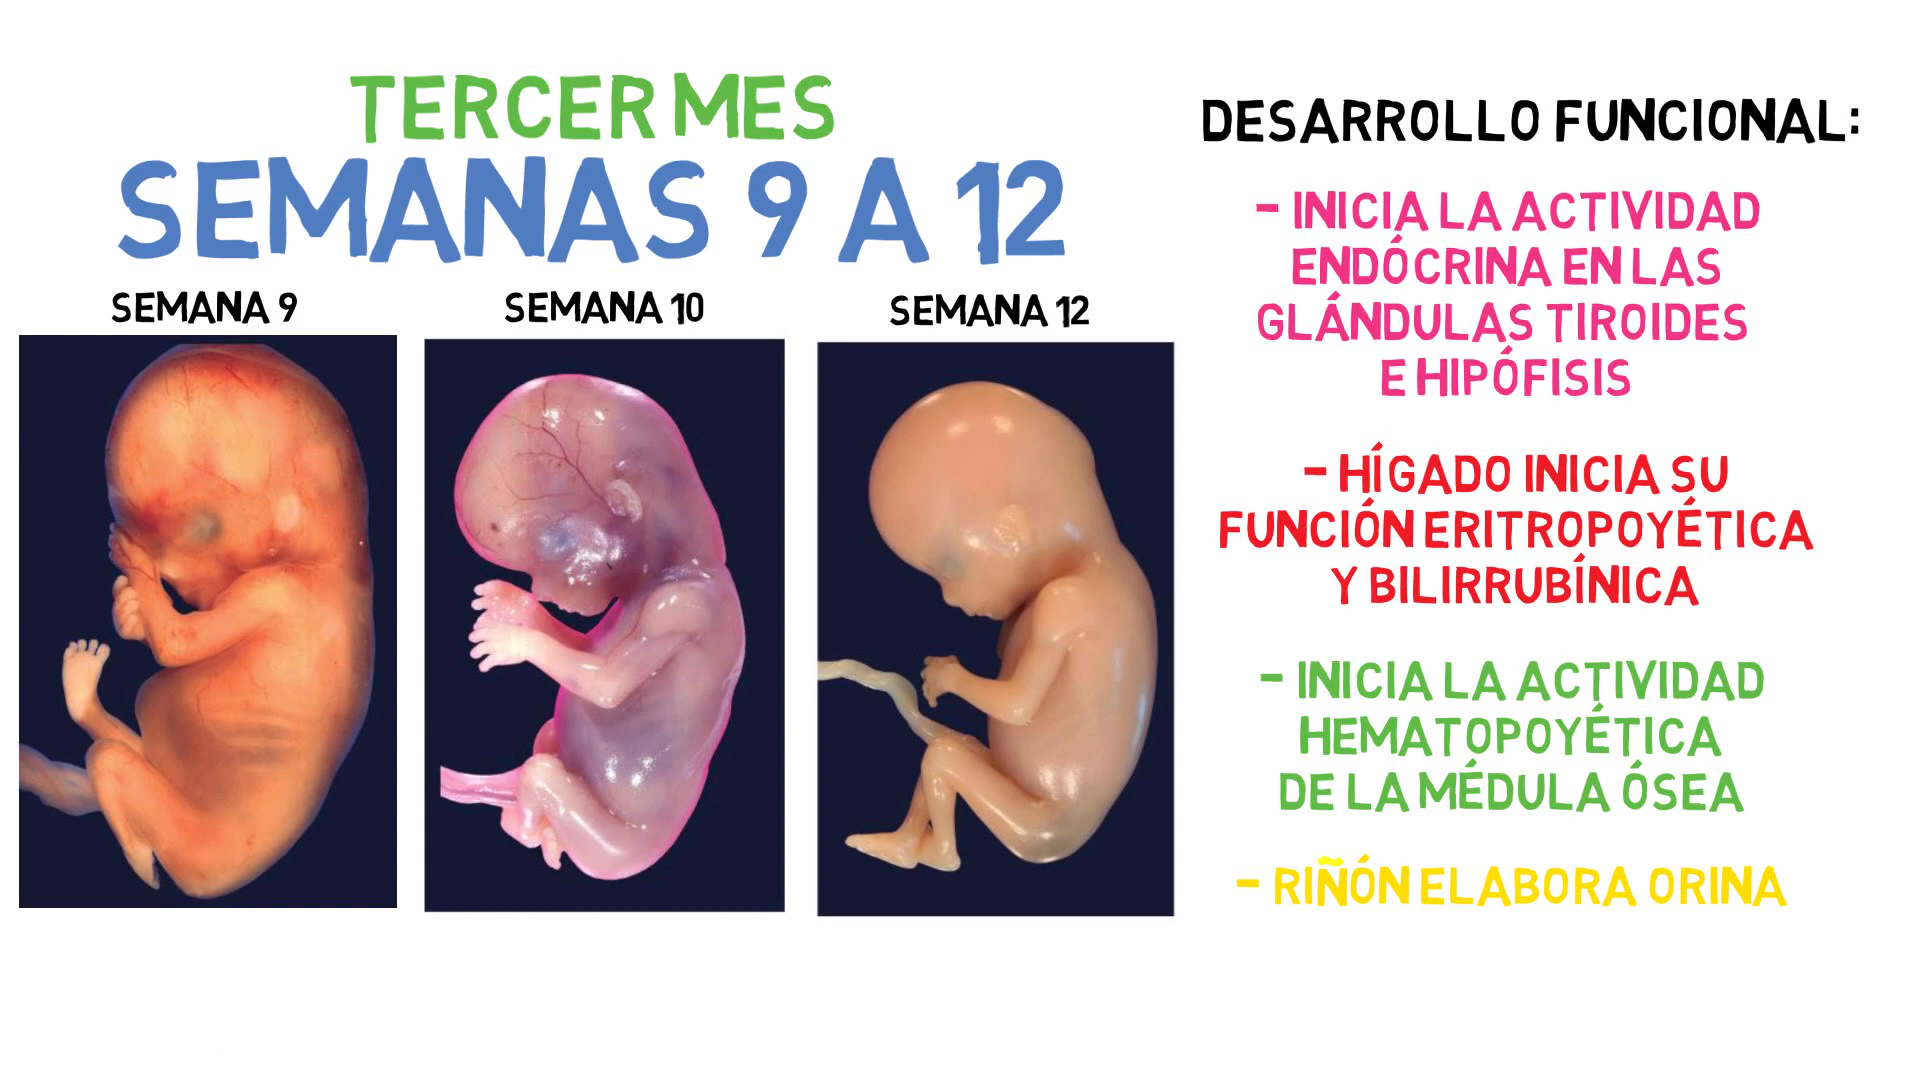 TERCER MES
SEMANAS 9 A 12
SEMANA 9
SEMANA 10
SEMANA 12
DESARROLLO FUNCIONAL:
- INICIA LA ACTIVIDAD
ENDÓCRINA EN LAS
GLÁNDULAS TIROIDES
E HIPÓFISIS
- HÍGADO INICIA SU
FUNCIÓN ERITROPOYÉTICA
Y BILIRRUBÍNICA
- INICIA LA ACTIVIDAD
HEMATOPOYÉTICA
DE LA MÉDULA ÓSEA
- RIÑÓN ELABORA ORINA